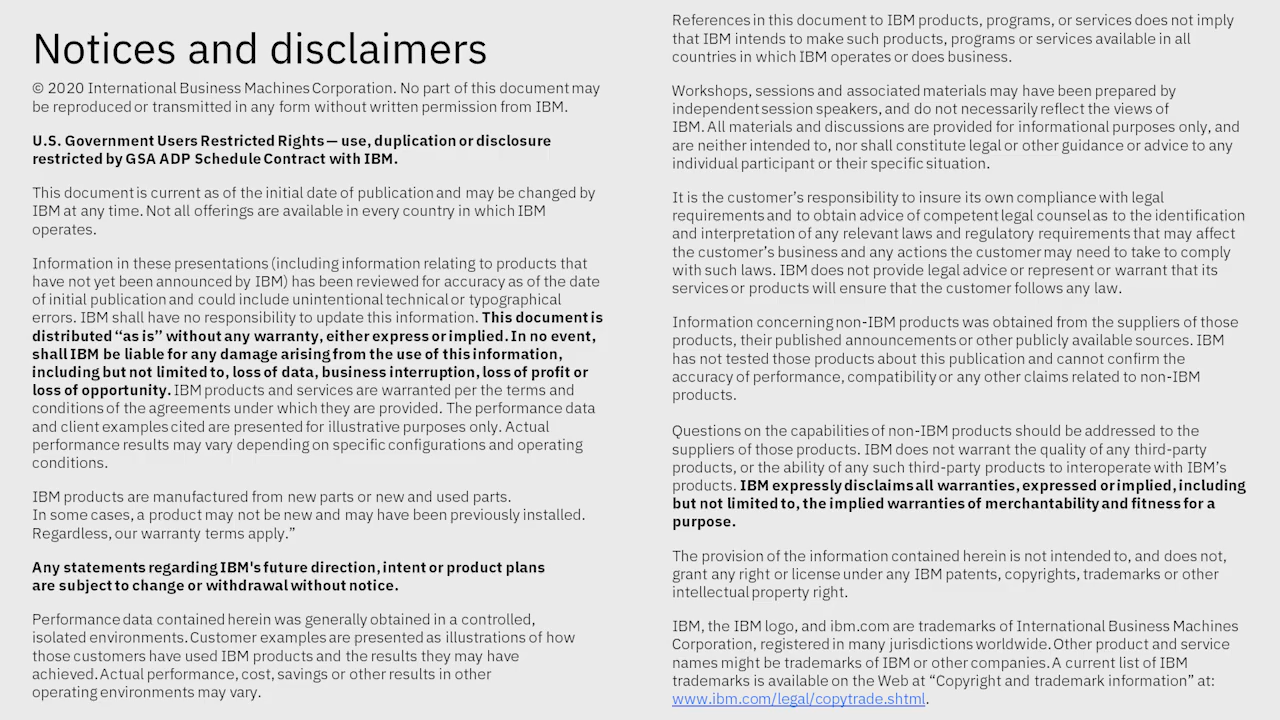 Notices and disclaimers
© 2020 International Business Machines Corporation. No part of this document may
be reproduced or transmitted in any form without written permission from IBM.
U.S. Government Users Restricted Rights — use, duplication or disclosure
restricted by GSA ADP Schedule Contract with IBM.
This document is current as of the initial date of publication and may be changed by
IBM at any time. Not all offerings are available in every country in which IBM
operates.
Information in these presentations (including information relating to products that
have not yet been announced by IBM) has been reviewed for accuracy as of the date
of initial publication and could include unintentional technical or typographical
errors. IBM shall have no responsibility to update this information. This document is
distributed “as is” without any warranty, either express or implied. In no event,
shall IBM be liable for any damage arising from the use of this information,
including but not limited to, loss of data, business interruption, loss of profit or
loss of opportunity. IBM products and services are warranted per the terms and
conditions of the agreements under which they are provided. The performance data
and client examples cited are presented for illustrative purposes only. Actual
performance results may vary depending on specific configurations and operating
conditions.
IBM products are manufactured from new parts or new and used parts.
In some cases, a product may not be new and may have been previously installed.
Regardless, our warranty terms apply.”
Any statements regarding IBM's future direction, intent or product plans
are subject to change or withdrawal without notice.
Performance data contained herein was generally obtained in a controlled,
isolated environments. Customer examples are presented as illustrations of how
those customers have used IBM products and the results they may have
achieved. Actual performance, cost, savings or other results in other
operating environments may vary.
References in this document to IBM products, programs, or services does not imply
that IBM intends to make such products, programs or services available in all
countries in which IBM operates or does business.
Workshops, sessions and associated materials may have been prepared by
independent session speakers, and do not necessarily reflect the views of
IBM. All materials and discussions are provided for informational purposes only, and
are neither intended to, nor shall constitute legal or other guidance or advice to any
individual participant or their specific situation.
It is the customer’s responsibility to insure its own compliance with legal
requirements and to obtain advice of competent legal counsel as to the identification
and interpretation of any relevant laws and regulatory requirements that may affect
the customer’s business and any actions the customer may need to take to comply
with such laws. IBM does not provide legal advice or represent or warrant that its
services or products will ensure that the customer follows any law.
Information concerning non-IBM products was obtained from the suppliers of those
products, their published announcements or other publicly available sources. IBM
has not tested those products about this publication and cannot confirm the
accuracy of performance, compatibility or any other claims related to non-IBM
products.
Questions on the capabilities of non-IBM products should be addressed to the
suppliers of those products. IBM does not warrant the quality of any third-party
products, or the ability of any such third-party products to interoperate with IBM’s
products. IBM expressly disclaims all warranties, expressed or implied, including
but not limited to, the implied warranties of merchantability and fitness for a
purpose.
The provision of the information contained herein is not intended to, and does not,
grant any right or license under any IBM patents, copyrights, trademarks or other
intellectual property right.
IBM, the IBM logo, and ibm.com are trademarks of International Business Machines
Corporation, registered in many jurisdictions worldwide. Other product and service
names might be trademarks of IBM or other companies. A current list of IBM
trademarks is available on the Web at “Copyright and trademark information” at:
www.ibm.com/legal/copytrade.shtml.